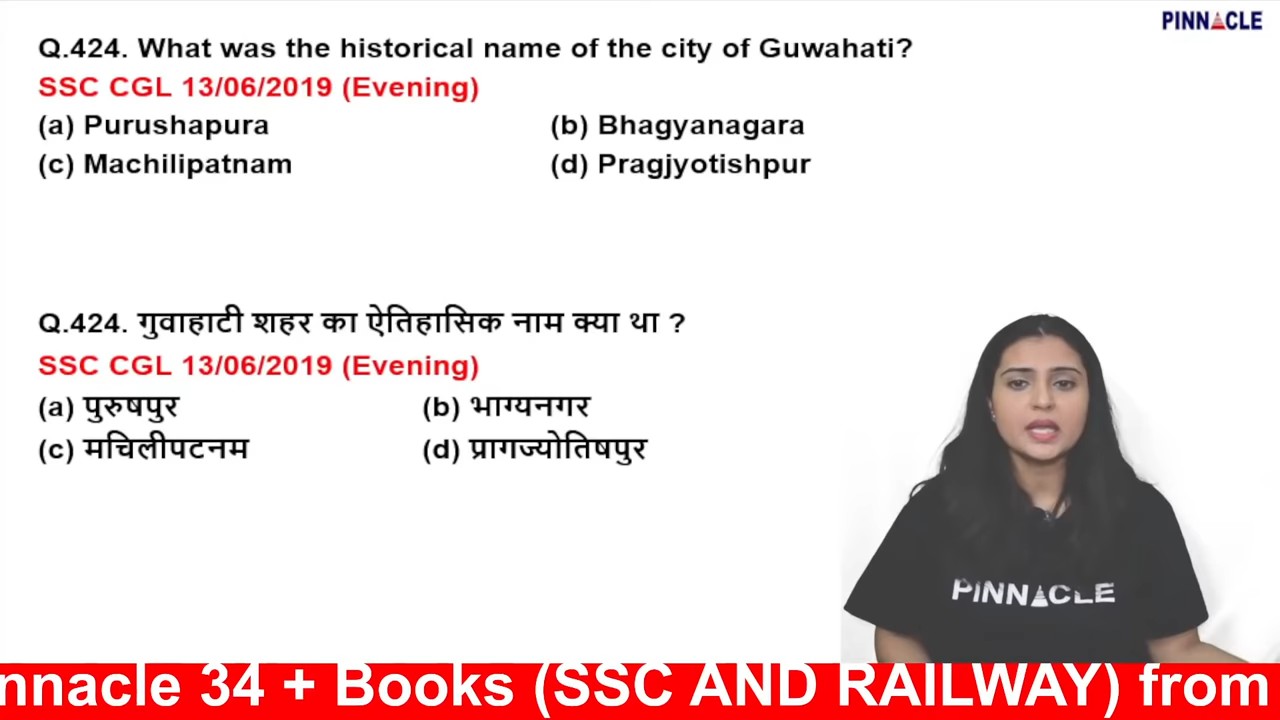 PINNACLE
Q.424. What was the historical name of the city of Guwahati?
SSC CGL 13/06/2019 (Evening)
(a) Purushapura (b) Bhagyanagara
(c) Machilipatnam (d) Pragjyotishpur
Q.424. गुवाहाटी शहर का ऐतिहासिक नाम क्या था ?
SSC CGL 13/06/2019 (Evening)
(a) पुरुषपुर (b) भाग्यनगर
(c) मचिलीपटनम (d) प्रागज्योतिषपुर
PINNACLE
nnacle 34 + Books (SSC AND RAILWAY) from